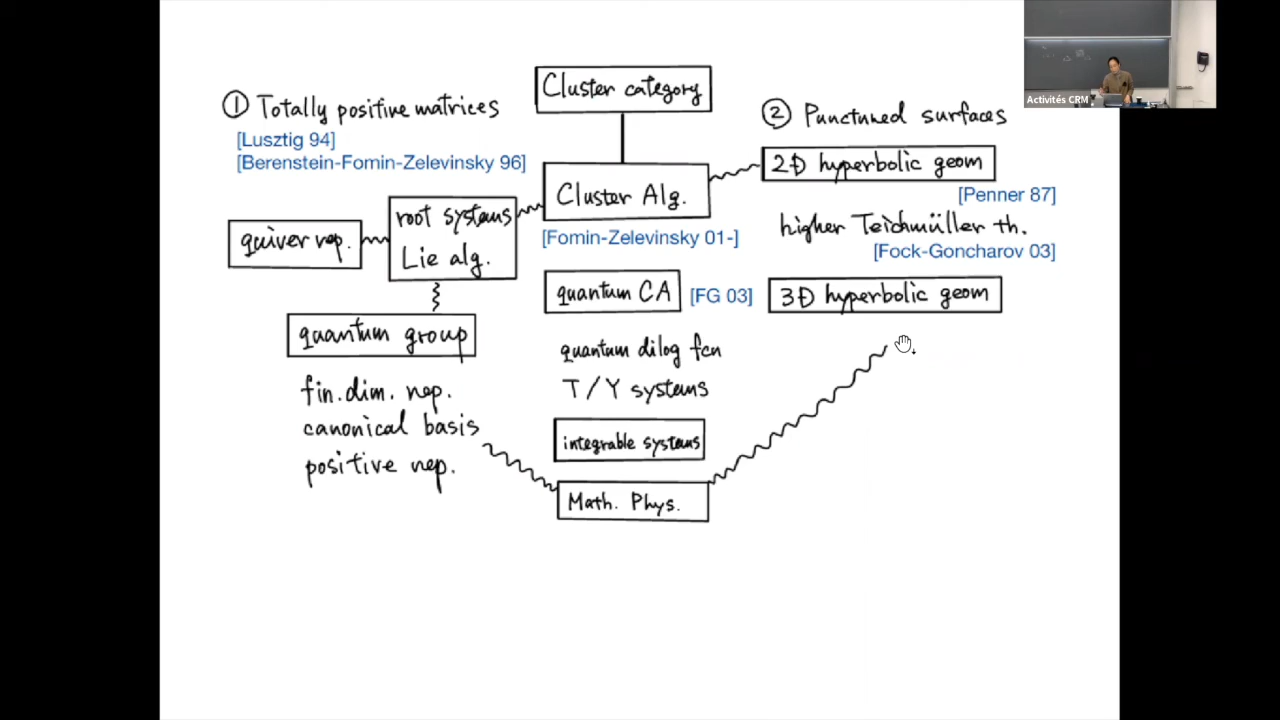 Cluster category
① Totally positive matrices
[Lusztig 94]
[Berenstein-Fomin-Zelevinsky 96]
② Punctured surfaces
2D hyperbolic geom
[Penner 87]
Cluster Alg.
[Fomin-Zelevinsky 01-]
root systems
Lie alg.
quiver rep.
higher Teichmüller th.
[Fock-Goncharov 03]
quantum CA
[FG 03]
3D hyperbolic geom
quantum group
quantum dilog fcn
T/Y systems
fin. dim. rep.
canonical basis
positive rep.
integrable systems
Math. Phys.
Activités CRM